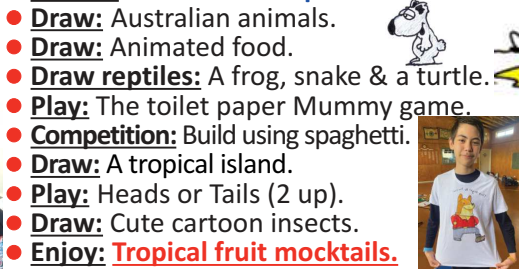 ● Draw: Australian animals.
● Draw: Animated food.
● Draw reptiles: A frog, snake & a turtle.
● Play: The toilet paper Mummy game.
● Competition: Build using spaghetti.
● Draw: A tropical island.
● Play: Heads or Tails (2 up).
● Draw: Cute cartoon insects.
● Enjoy: Tropical fruit mocktails.